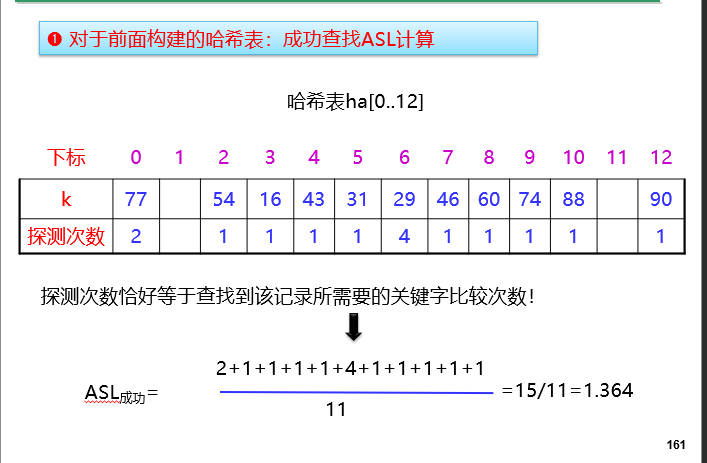 ❶ 对于前面构建的哈希表：成功查找ASL计算
哈希表ha[0..12]
下标 0 1 2 3 4 5 6 7 8 9 10 11 12
k 77 54 16 43 31 29 46 60 74 88 90
探测次数 2 1 1 1 1 4 1 1 1 1 1
探测次数恰好等于查找到该记录所需要的关键字比较次数！
2+1+1+1+1+4+1+1+1+1+1
ASL成功= =15/11=1.364
11
161